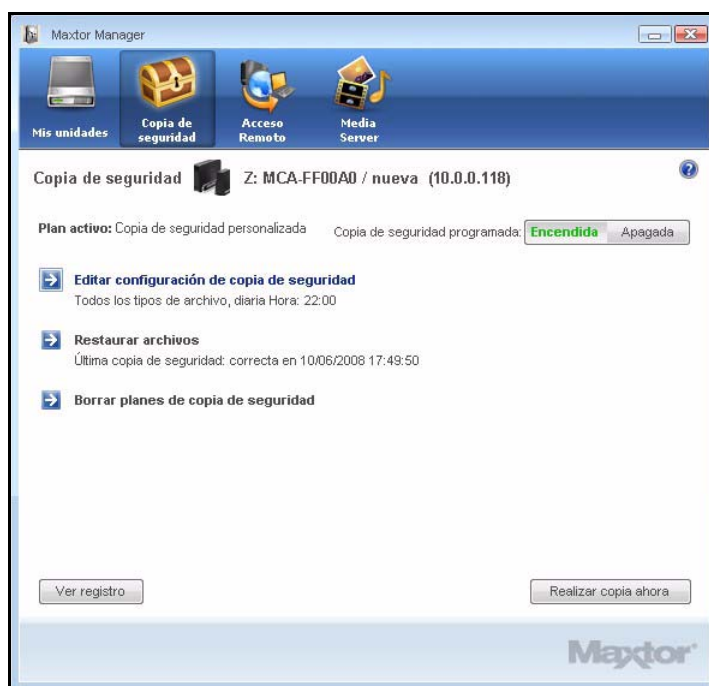 Maxtor Manager
Mis unidades
Copia de seguridad
Acceso Remoto
Media Server
Copia de seguridad Z: MCA-FF00A0 / nueva (10.0.0.118)
Plan activo: Copia de seguridad personalizada
Copia de seguridad programada: Encendida Apagada
Editar configuración de copia de seguridad
Todos los tipos de archivo, diaria Hora: 22:00
Restaurar archivos
Última copia de seguridad: correcta en 10/06/2008 17:49:50
Borrar planes de copia de seguridad
Ver registro
Realizar copia ahora
Maxtor